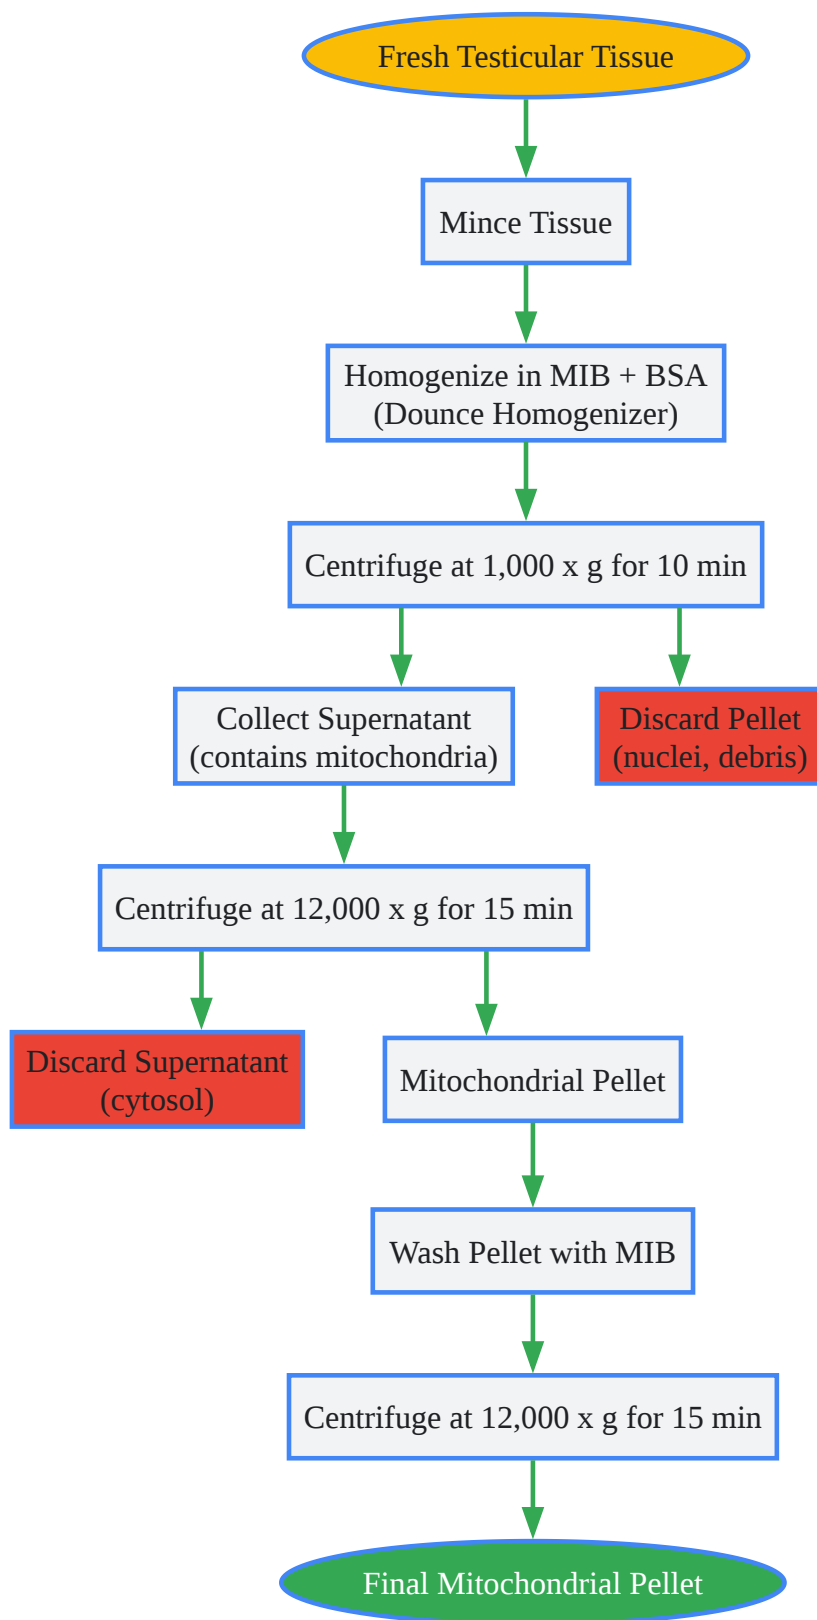 Fresh Testicular Tissue
Mince Tissue
Homogenize in MIB + BSA
(Dounce Homogenizer)
Centrifuge at 1,000 x g for 10 min
Collect Supernatant
(contains mitochondria)
Discard Pellet
(nuclei, debris)
Centrifuge at 12,000 x g for 15 min
Discard Supernatant
(cytosol)
Mitochondrial Pellet
Wash Pellet with MIB
Centrifuge at 12,000 x g for 15 min
Final Mitochondrial Pellet